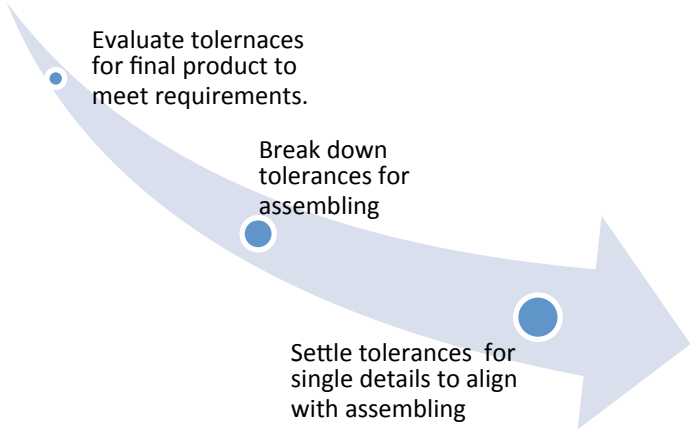 Evaluate tolernaces
for final product to
meet requirements.
Break down
tolerances for
assembling
Settle tolerances  for
single details to align
with assembling